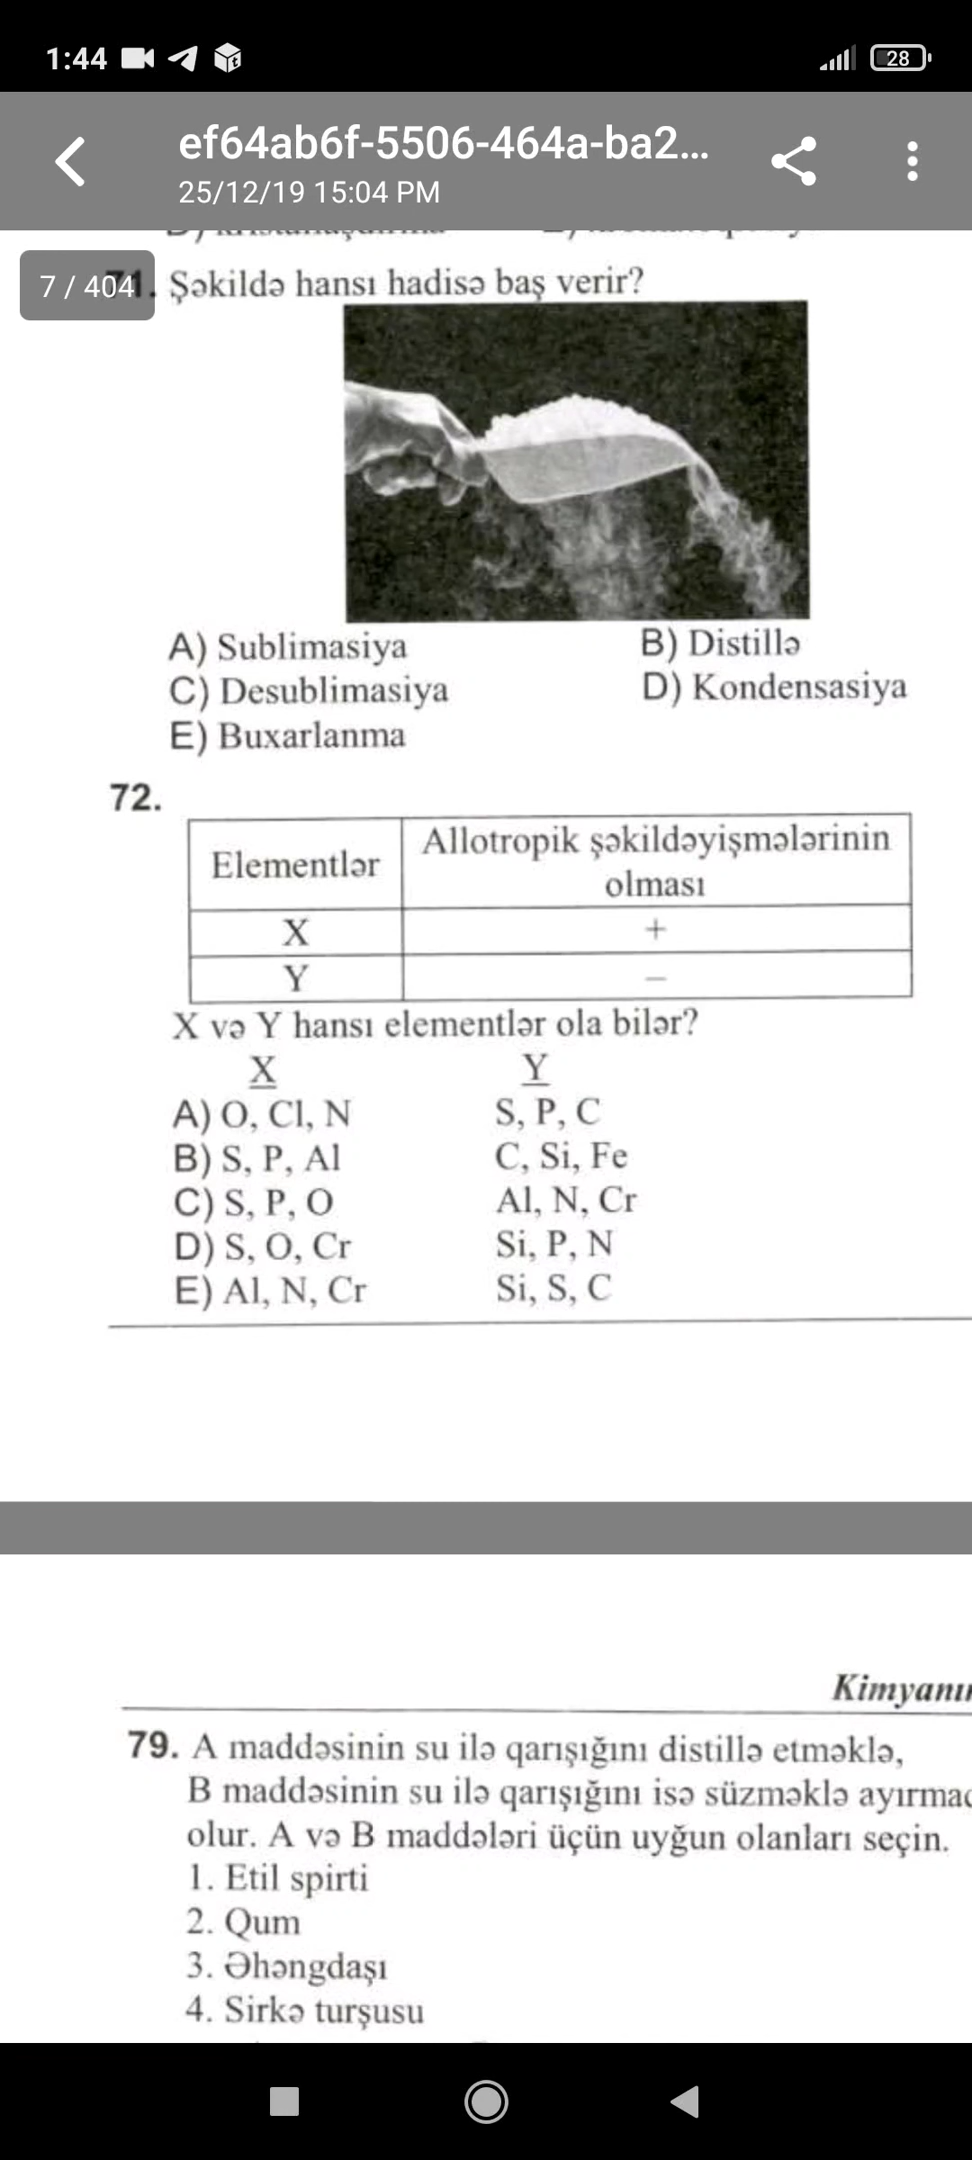 1:44
28
ef64ab6f-5506-464a-ba2...
25/12/19 15:04 PM
7 / 404
71. Şəkildə hansı hadisə baş verir?
A) Sublimasiya
B) Distillə
C) Desublimasiya
D) Kondensasiya
E) Buxarlanma
72.
Elementlər
Allotropik şəkildəyişmələrinin
olması
X
+
Y
–
X və Y hansı elementlər ola bilər?
X Y
A) O, Cl, N S, P, C
B) S, P, Al C, Si, Fe
C) S, P, O Al, N, Cr
D) S, O, Cr Si, P, N
E) Al, N, Cr Si, S, C
79. A maddəsinin su ilə qarışığını distillə etməklə,
B maddəsinin su ilə qarışığını isə süzməklə
olur. A və B maddələri üçün uyğun olanları seçin.
1. Etil spirti
2. Qum
3. Əhəngdaşı
4. Sirkə turşusu